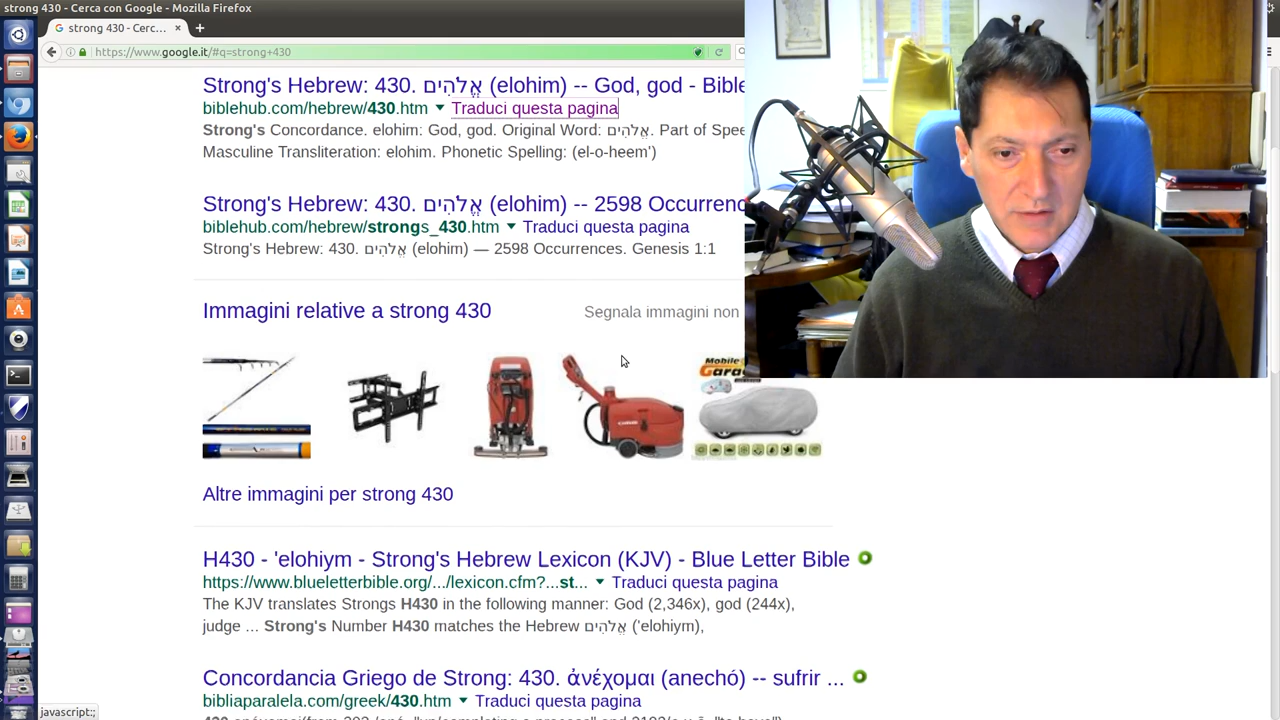 strong 430 - Cerca con Google - Mozilla Firefox
strong 430 - Cerc...
https://www.google.it/#q=strong+430
Strong's Hebrew: 430. אֱלֹהִים (elohim) -- God, god - Bible
biblehub.com/hebrew/430.htm Traduci questa pagina
Strong's Concordance. elohim: God, god. Original Word: אֱלֹהִים. Part of Spee
Masculine Transliteration: elohim. Phonetic Spelling: (el-o-heem')
Strong's Hebrew: 430. אֱלֹהִים (elohim) -- 2598 Occurrenc
biblehub.com/hebrew/strongs_430.htm Traduci questa pagina
Strong's Hebrew: 430. אֱלֹהִים (elohim) — 2598 Occurrences. Genesis 1:1
Immagini relative a strong 430 Segnala immagini non
Mobile
Garag
Altre immagini per strong 430
H430 - 'elohiym - Strong's Hebrew Lexicon (KJV) - Blue Letter Bible
https://www.blueletterbible.org/.../lexicon.cfm?...st... Traduci questa pagina
The KJV translates Strongs H430 in the following manner: God (2,346x), god (244x),
judge ... Strong's Number H430 matches the Hebrew אֱלֹהִים ('elohiym),
Concordancia Griego de Strong: 430. ἀνέχομαι (anechó) -- sufrir ...
bibliaparalela.com/greek/430.htm Traduci questa pagina
javascript:;